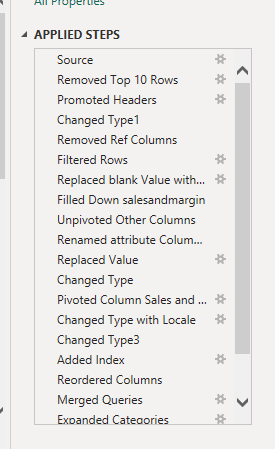 All Properties
APPLIED STEPS
Source
Removed Top 10 Rows
Promoted Headers
Changed Type1
Removed Ref Columns
Filtered Rows
Replaced blank Value with...
Filled Down salesandmargin
Unpivoted Other Columns
Renamed attribute Colum...
Replaced Value
Changed Type
Pivoted Column Sales and ...
Changed Type with Locale
Changed Type3
Added Index
Reordered Columns
Merged Queries
Expanded Categories